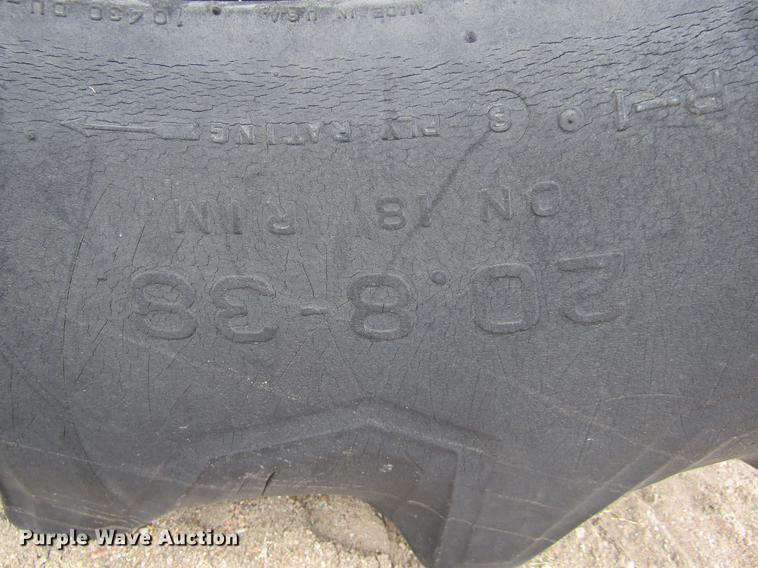 20.8-38
ON 18 RIM
R-1 • 8 PLY RATING
MADE IN U.S.A.
Purple Wave Auction